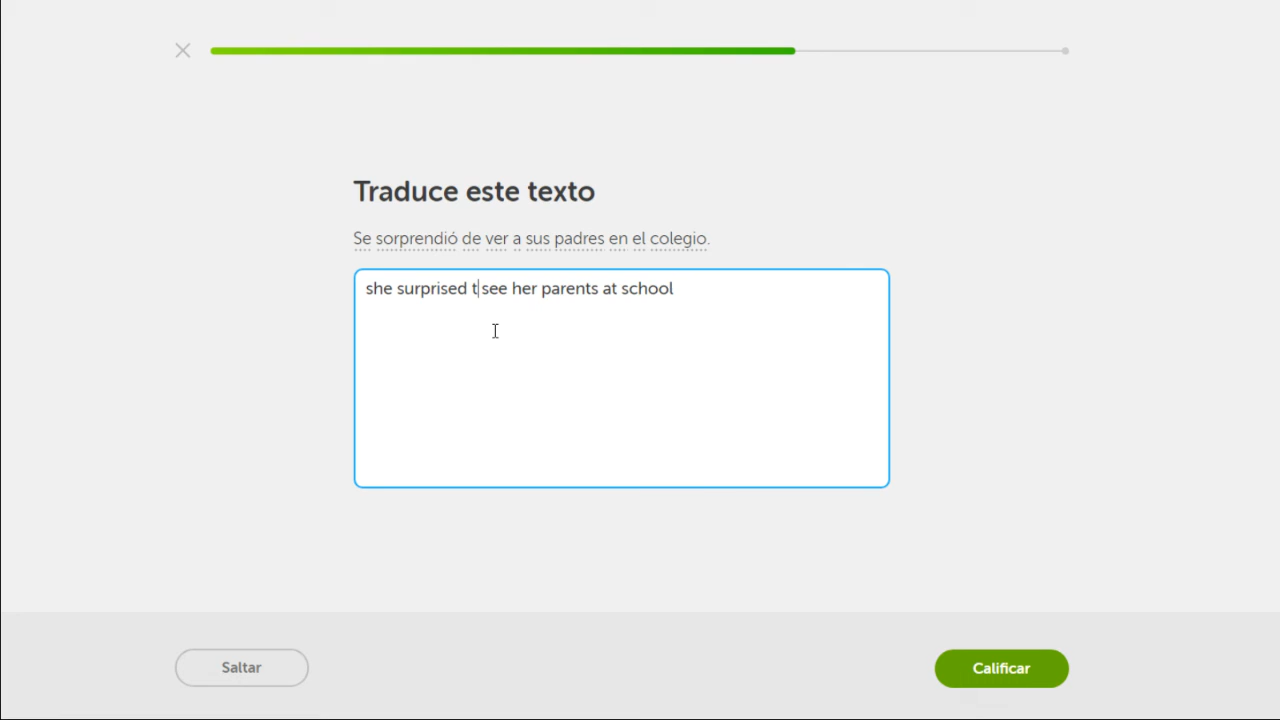 Traduce este texto
Se sorprendió de ver a sus padres en el colegio.
she surprised t see her parents at school
Saltar
Calificar